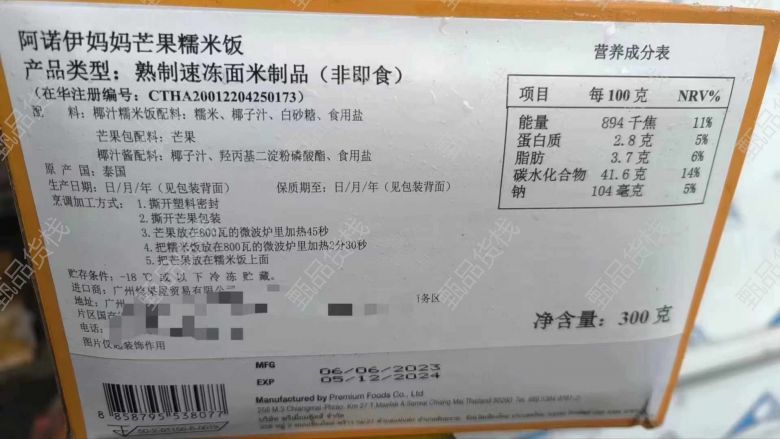 阿诺伊妈妈芒果糯米饭
产品类型：熟制速冻面米制品（非即食）
（在华注册编号：CTHA20012204250173）
配 料：椰汁糯米饭配料：糯米、椰子汁、白砂糖、食用盐
芒果包配料：芒果
椰汁酱配料：椰子汁、羟丙基二淀粉磷酸酯、食用盐
原 产 国：泰国
生产日期：日/月/年（见包装背面） 保质期至：日/月/年（见包装背面）
烹调加工方式：1.撕开塑料密封
2.撕开芒果包装
3.芒果放在800瓦的微波炉里加热45秒
4.把糯米饭放在800瓦的微波炉里加热2分30秒
5.把芒果放在糯米饭上面
贮存条件：-18℃或以下冷冻贮藏。
进口商：广州 贸易有限公司
地址：广州 务区
片区国
电话：
图片仅 装饰作用
营养成分表
项目 每100克 NRV%
能量 894 千焦 11%
蛋白质 2.8 克 5%
脂肪 3.7 克 6%
碳水化合物 41.6 克 14%
钠 104 毫克 5%
净含量：300克
MFG 06/06/2023
EXP 05/12/2024
Manufactured by Premium Foods Co., Ltd
8 858795 538077
甄品货栈